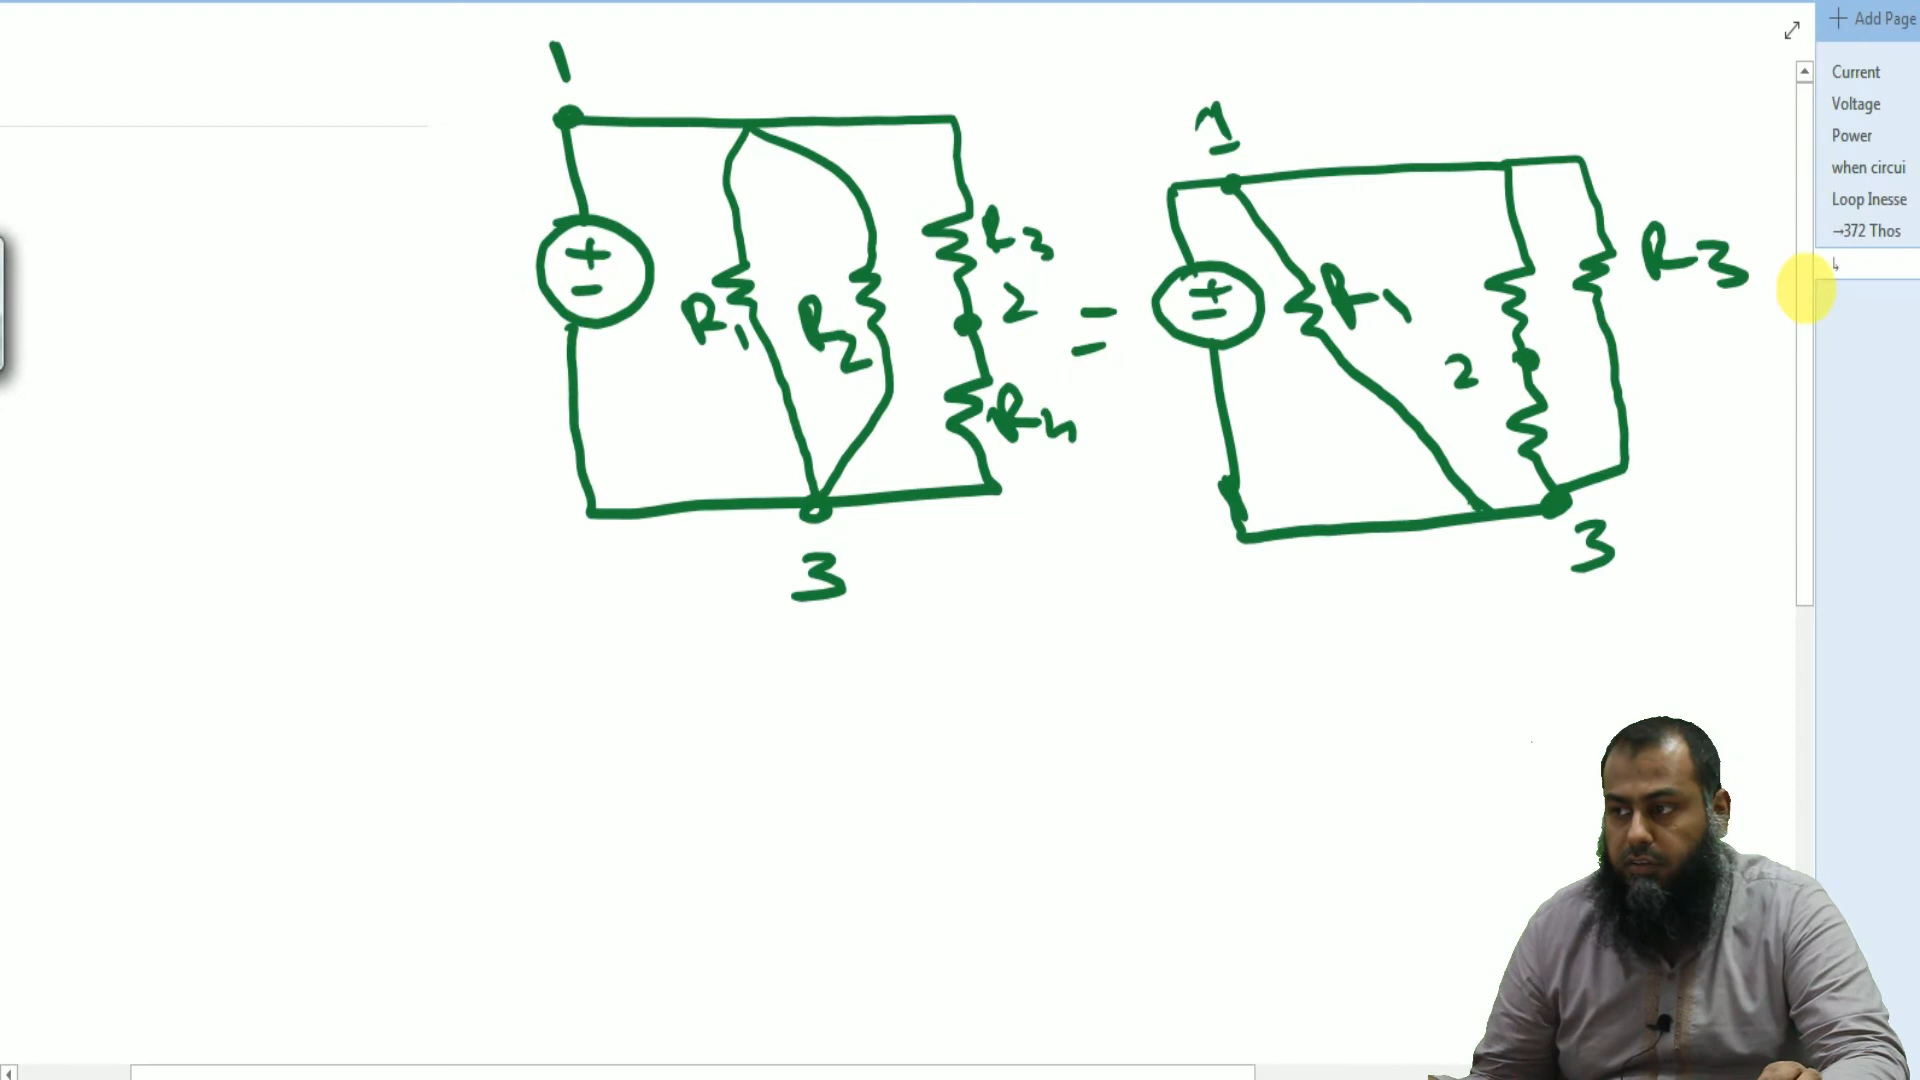 Add Page
Current
Voltage
Power
when circui
Loop Inesse
→372 Thos
1
+
-
R1
R2
R3
2
R4
3
=
1
+
-
R1
2
R3
3